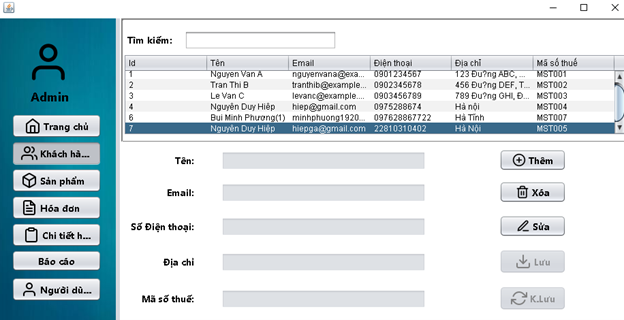 Tìm kiếm:
Id Tên Email Điện thoại Địa chỉ Mã số thuế
1 Nguyen Van A nguyenvana@exa... 0901234567 123 Đu?ng ABC, ... MST001
2 Tran Thi B tranthib@example.... 0902345678 456 Đu?ng DEF, T... MST002
3 Le Van C levanc@example.... 0903456789 789 Đu?ng GHI, Đ... MST003
4 Nguyễn Duy Hiệp hiep@gmail.com 0975288674 Hà nội MST004
6 Bui Minh Phương(1) minhphuong1920... 097628867722 Hà Tĩnh MST007
7 Nguyễn Duy Hiệp hiepga@gmail.com 22810310402 Hà Nội MST005
Admin
Trang chủ
Khách hà...
Sản phẩm
Hóa đơn
Chi tiết h...
Báo cáo
Người dù...
Tên:
Email:
Số Điện thoại:
Địa chỉ
Mã số thuế:
Thêm
Xóa
Sửa
Lưu
K.Lưu